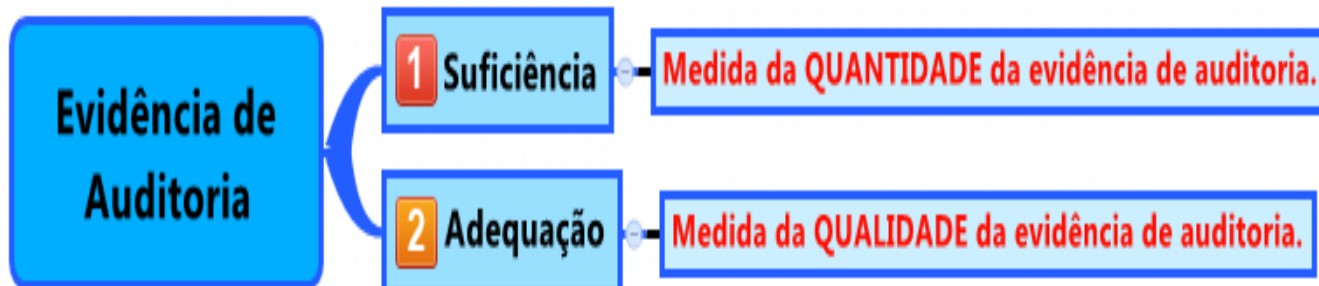 Evidência de
Auditoria
1 Suficiência
Medida da QUANTIDADE da evidência de auditoria.
2 Adequação
Medida da QUALIDADE da evidência de auditoria.